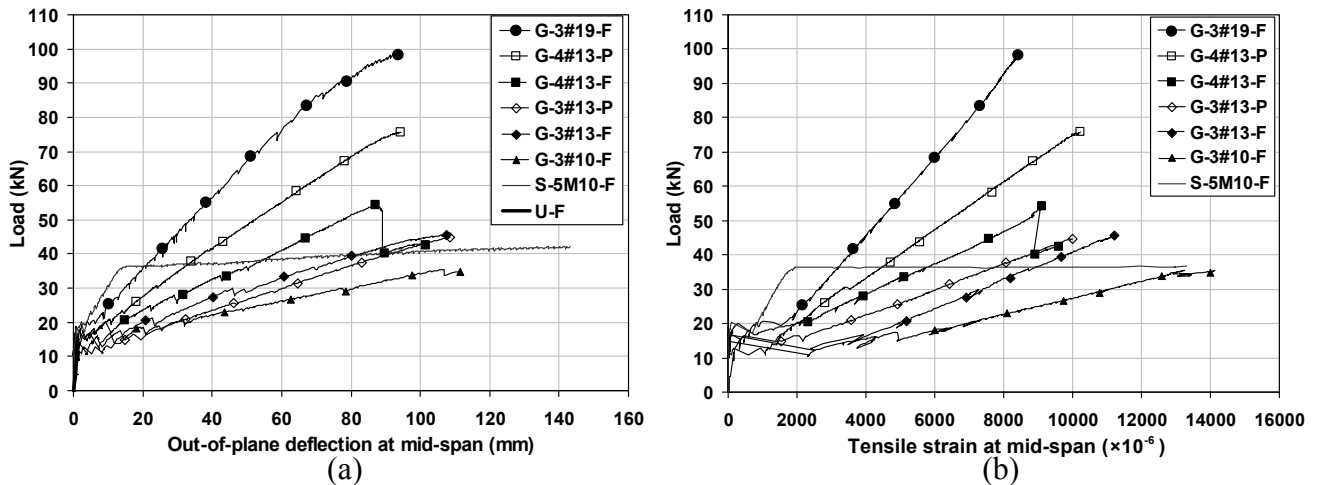 110
100
90
80
70
60
50
40
30
20
10
0
Load (kN)
0 20 40 60 80 100 120 140 160
Out-of-plane deflection at mid-span (mm)
G-3#19-F
G-4#13-P
G-4#13-F
G-3#13-P
G-3#13-F
G-3#10-F
S-5M10-F
U-F
(a)
110
100
90
80
70
60
50
40
30
20
10
0
Load (kN)
0 2000 4000 6000 8000 10000 12000 14000 16000
Tensile strain at mid-span (×10-6 )
G-3#19-F
G-4#13-P
G-4#13-F
G-3#13-P
G-3#13-F
G-3#10-F
S-5M10-F
(b)